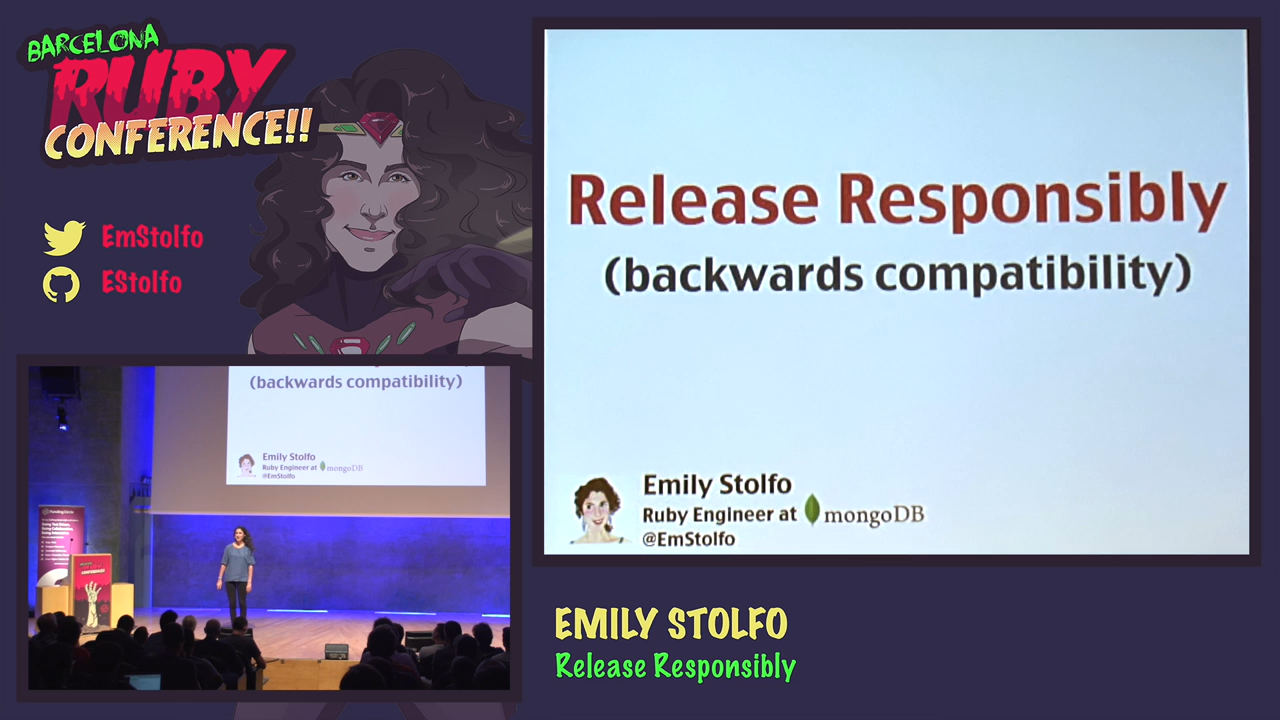 BARCELONA
RUBY
CONFERENCE!!
EmStolfo
EStolfo
Release Responsibly
(backwards compatibility)
Emily Stolfo
Ruby Engineer at mongoDB
@EmStolfo
(backwards compatibility)
Emily Stolfo
Ruby Engineer at mongoDB
@EmStolfo
CONFERENCE!!
EMILY STOLFO
Release Responsibly